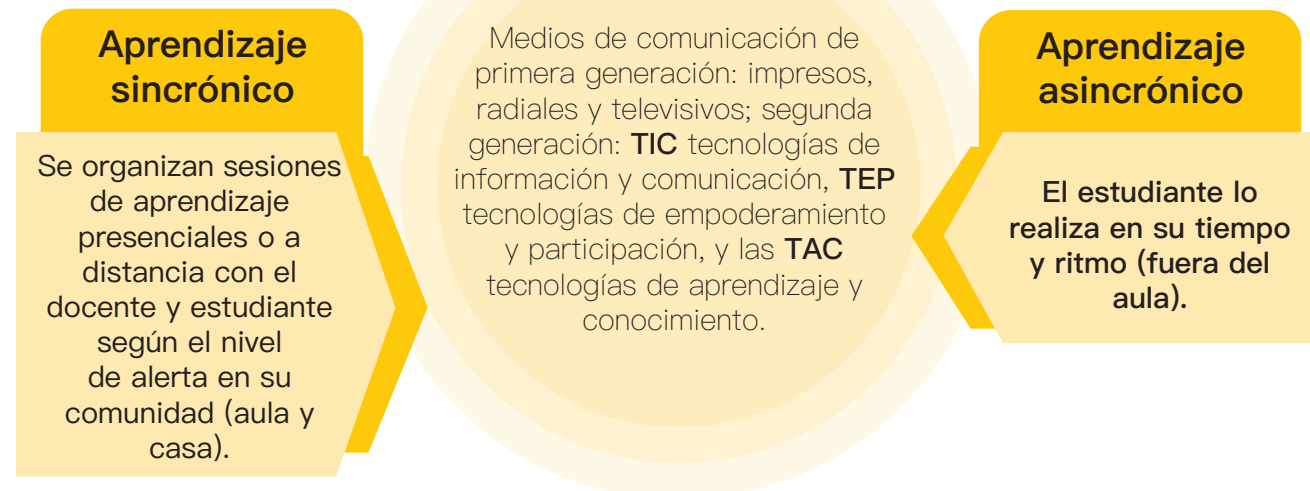 Aprendizaje
sincrónico
Se organizan sesiones
de aprendizaje
presenciales o a
distancia con el
docente y estudiante
según el nivel
de alerta en su
comunidad (aula y
casa).
Medios de comunicación de
primera generación: impresos,
radiales y televisivos; segunda
generación: TIC tecnologías de
información y comunicación, TEP
tecnologías de empoderamiento
y participación, y las TAC
tecnologías de aprendizaje y
conocimiento.
Aprendizaje
asincrónico
El estudiante lo
realiza en su tiempo
y ritmo (fuera del
aula).